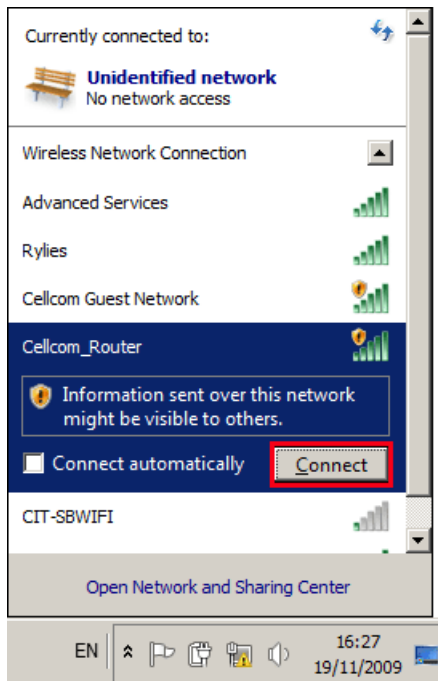 Currently connected to:
Unidentified network
No network access
Wireless Network Connection
Advanced Services
Rylies
Cellcom Guest Network
Cellcom_Router
Information sent over this network
might be visible to others.
Connect automatically
Connect
CIT-SBWIFI
Open Network and Sharing Center
EN
16:27
19/11/2009